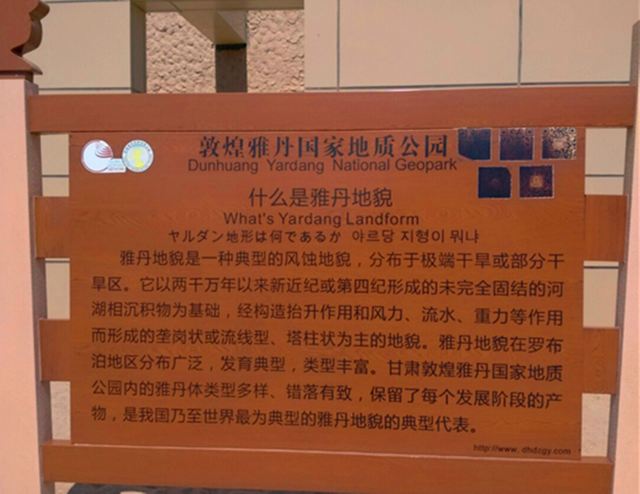 敦煌雅丹国家地质公园
Dunhuang Yardang National Geopark
什么是雅丹地貌
What's Yardang Landform
ヤルダン地形は何であるか 야르당 지형이 뭐냐
雅丹地貌是一种典型的风蚀地貌，分布于极端干旱或部分干
旱区。它以两千万年以来新近纪或第四纪形成的未完全固结的河
湖相沉积物为基础，经构造抬升作用和风力、流水、重力等作用
而形成的垄岗状或流线型、塔柱状为主的地貌。雅丹地貌在罗布
泊地区分布广泛，发育典型，类型丰富。甘肃敦煌雅丹国家地质
公园内的雅丹体类型多样、错落有致，保留了每个发展阶段的产
物，是我国乃至世界最为典型的雅丹地貌的典型代表。
http://www.dhdzgy.com